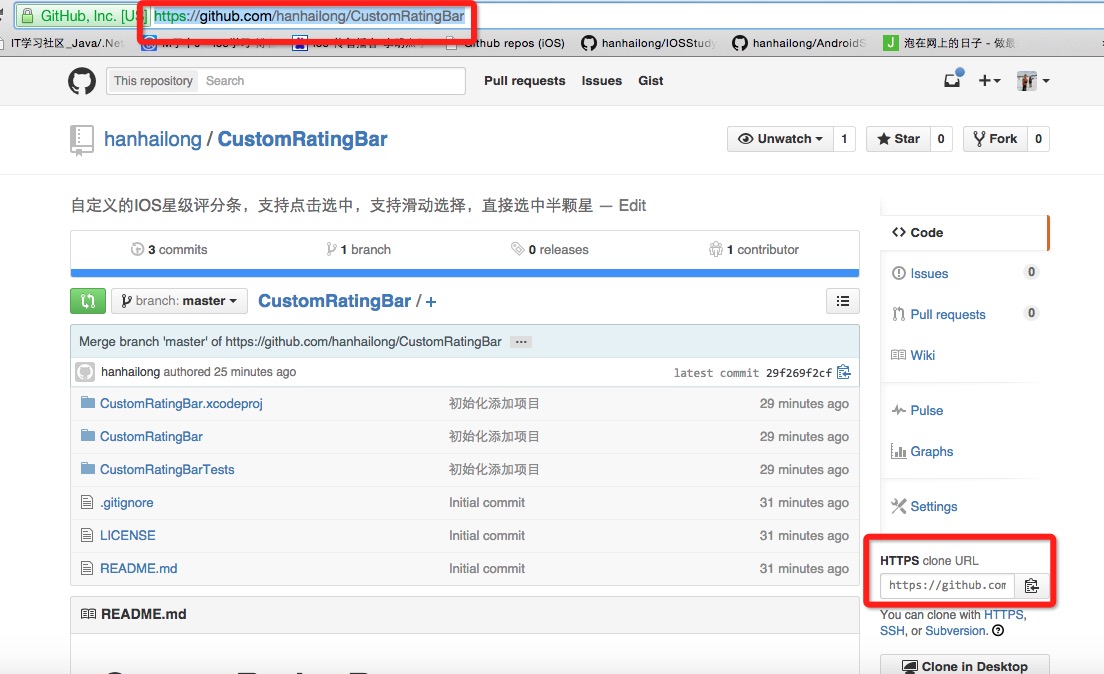 GitHub, Inc. [US] https://github.com/hanhailong/CustomRatingBar
IT学习社区_Java/.Net
Github repos (iOS) hanhailong/IOSStudy hanhailong/AndroidS 泡在网上的日子 - 做最
This repository Search Pull requests Issues Gist
hanhailong / CustomRatingBar
Unwatch 1 Star 0 Fork 0
自定义的IOS星级评分条，支持点击选中，支持滑动选择，直接选中半颗星 — Edit
3 commits 1 branch 0 releases 1 contributor
branch: master CustomRatingBar / +
Merge branch 'master' of https://github.com/hanhailong/CustomRatingBar ...
hanhailong authored 25 minutes ago latest commit 29f269f2cf
CustomRatingBar.xcodeproj 初始化添加项目 29 minutes ago
CustomRatingBar 初始化添加项目 29 minutes ago
CustomRatingBarTests 初始化添加项目 29 minutes ago
.gitignore Initial commit 31 minutes ago
LICENSE Initial commit 31 minutes ago
README.md Initial commit 31 minutes ago
README.md
Code
Issues 0
Pull requests 0
Wiki
Pulse
Graphs
Settings
HTTPS clone URL
https://github.com
You can clone with HTTPS,
SSH, or Subversion.
Clone in Desktop